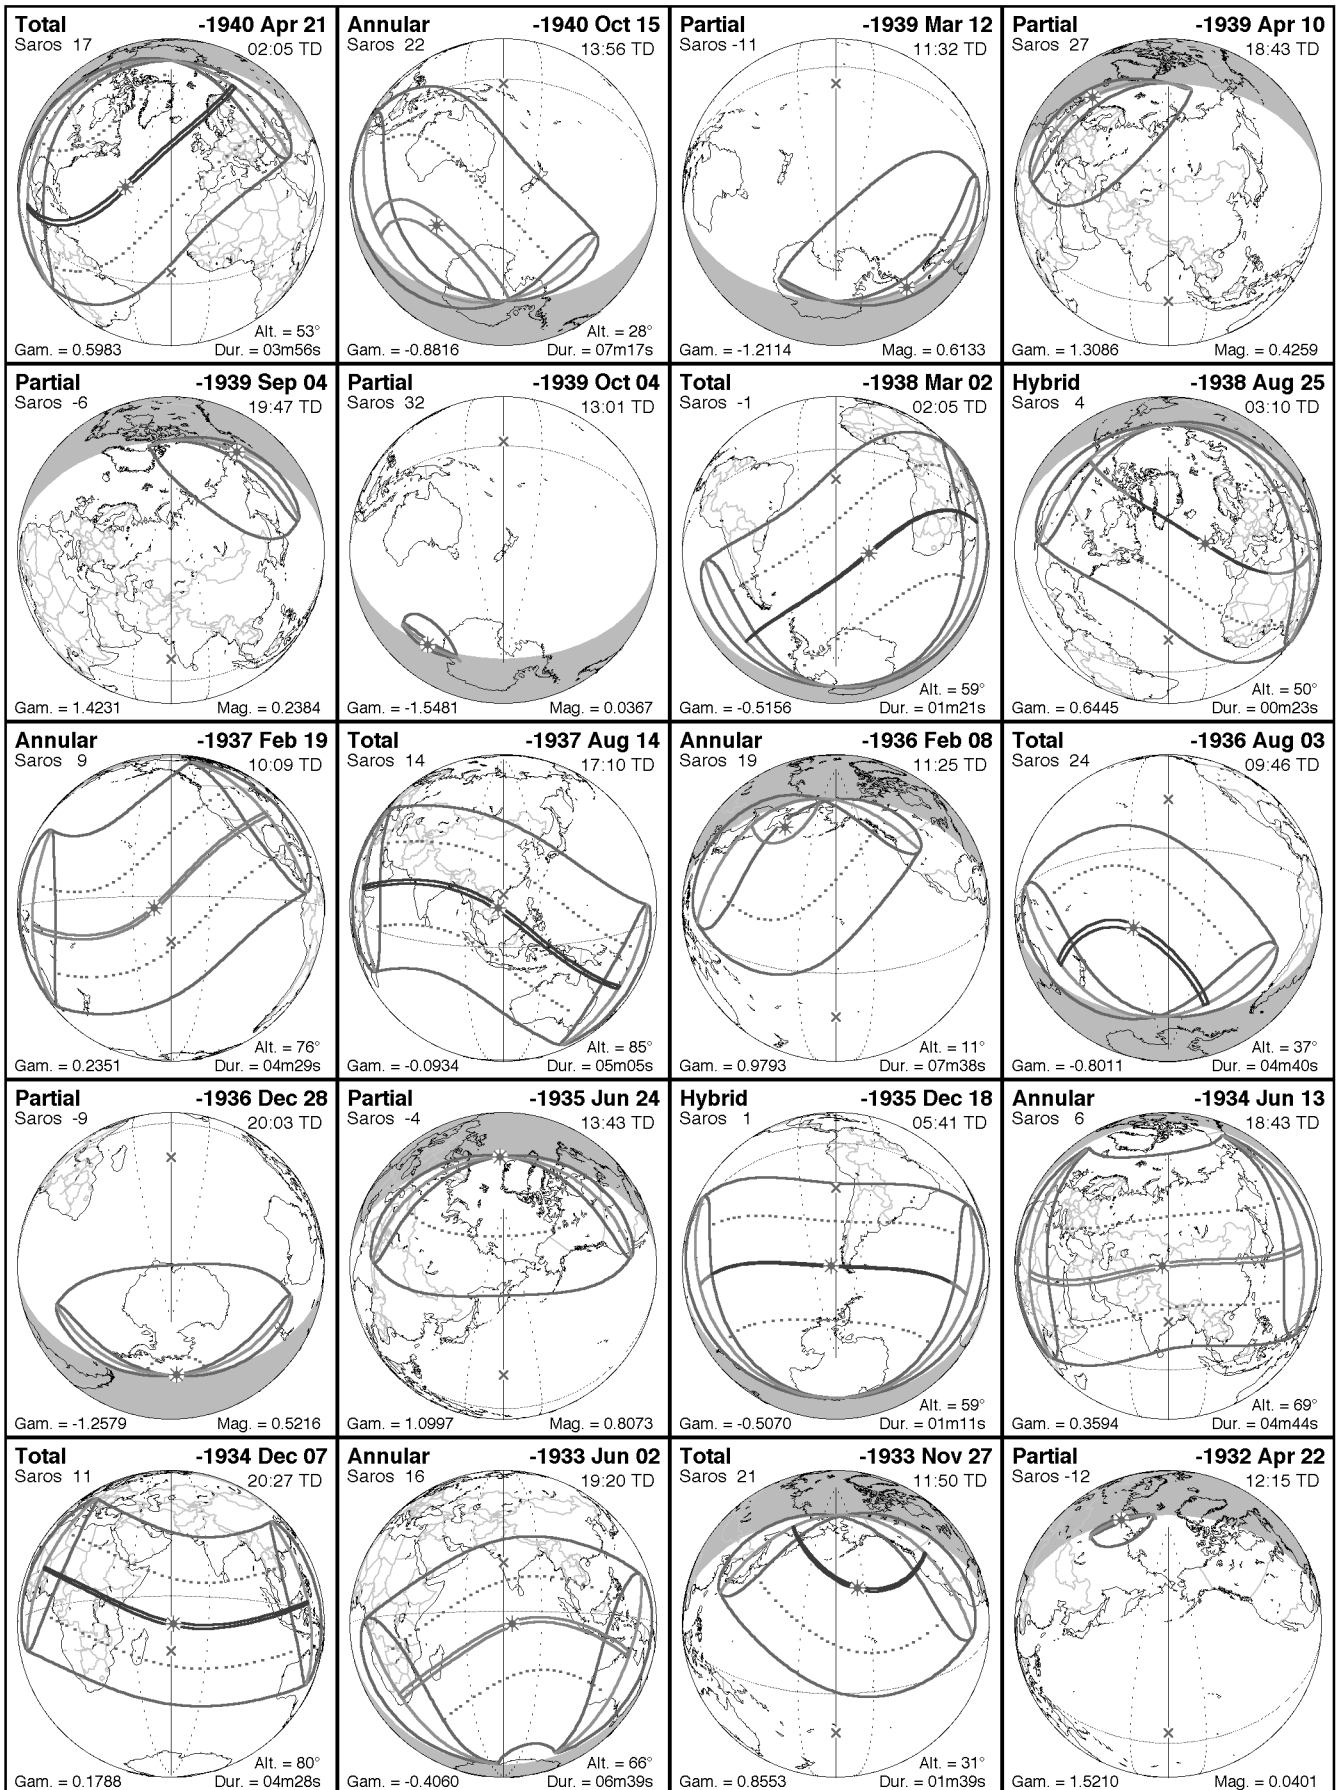 Total -1940 Apr 21
Saros 17 02:05 TD
Alt. = 53°
Gam. = 0.5983 Dur. = 03m56s
Annular -1940 Oct 15
Saros 22 13:56 TD
Alt. = 28°
Gam. = -0.8816 Dur. = 07m17s
Partial -1939 Mar 12
Saros -11 11:32 TD
Gam. = -1.2114 Mag. = 0.6133
Partial -1939 Apr 10
Saros 27 18:43 TD
Gam. = 1.3086 Mag. = 0.4259
Partial -1939 Sep 04
Saros -6 19:47 TD
Gam. = 1.4231 Mag. = 0.2384
Partial -1939 Oct 04
Saros 32 13:01 TD
Gam. = -1.5481 Mag. = 0.0367
Total -1938 Mar 02
Saros -1 02:05 TD
Alt. = 59°
Gam. = -0.5156 Dur. = 01m21s
Hybrid -1938 Aug 25
Saros 4 03:10 TD
Alt. = 50°
Gam. = 0.6445 Dur. = 00m23s
Annular -1937 Feb 19
Saros 9 10:09 TD
Alt. = 76°
Gam. = 0.2351 Dur. = 04m29s
Total -1937 Aug 14
Saros 14 17:10 TD
Alt. = 85°
Gam. = -0.0934 Dur. = 05m05s
Annular -1936 Feb 08
Saros 19 11:25 TD
Alt. = 11°
Gam. = 0.9793 Dur. = 07m38s
Total -1936 Aug 03
Saros 24 09:46 TD
Alt. = 37°
Gam. = -0.8011 Dur. = 04m40s
Partial -1936 Dec 28
Saros -9 20:03 TD
Gam. = -1.2579 Mag. = 0.5216
Partial -1935 Jun 24
Saros -4 13:43 TD
Gam. = 1.0997 Mag. = 0.8073
Hybrid -1935 Dec 18
Saros 1 05:41 TD
Alt. = 59°
Gam. = -0.5070 Dur. = 01m11s
Annular -1934 Jun 13
Saros 6 18:43 TD
Alt. = 69°
Gam. = 0.3594 Dur. = 04m44s
Total -1934 Dec 07
Saros 11 20:27 TD
Alt. = 80°
Gam. = 0.1788 Dur. = 04m28s
Annular -1933 Jun 02
Saros 16 19:20 TD
Alt. = 66°
Gam. = -0.4060 Dur. = 06m39s
Total -1933 Nov 27
Saros 21 11:50 TD
Alt. = 31°
Gam. = 0.8553 Dur. = 01m39s
Partial -1932 Apr 22
Saros -12 12:15 TD
Gam. = 1.5210 Mag. = 0.0401